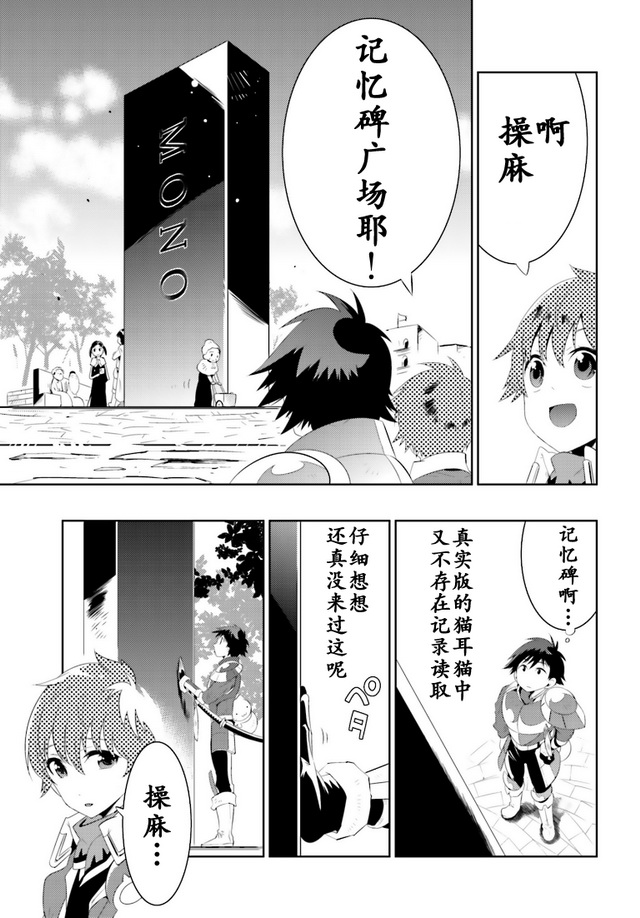 啊
操麻
记忆碑广场耶！
MONO
记忆碑啊…
真实版的猫耳猫中
又不存在记录读取
仔细想想
还真没来过这呢
ペタ
操麻…